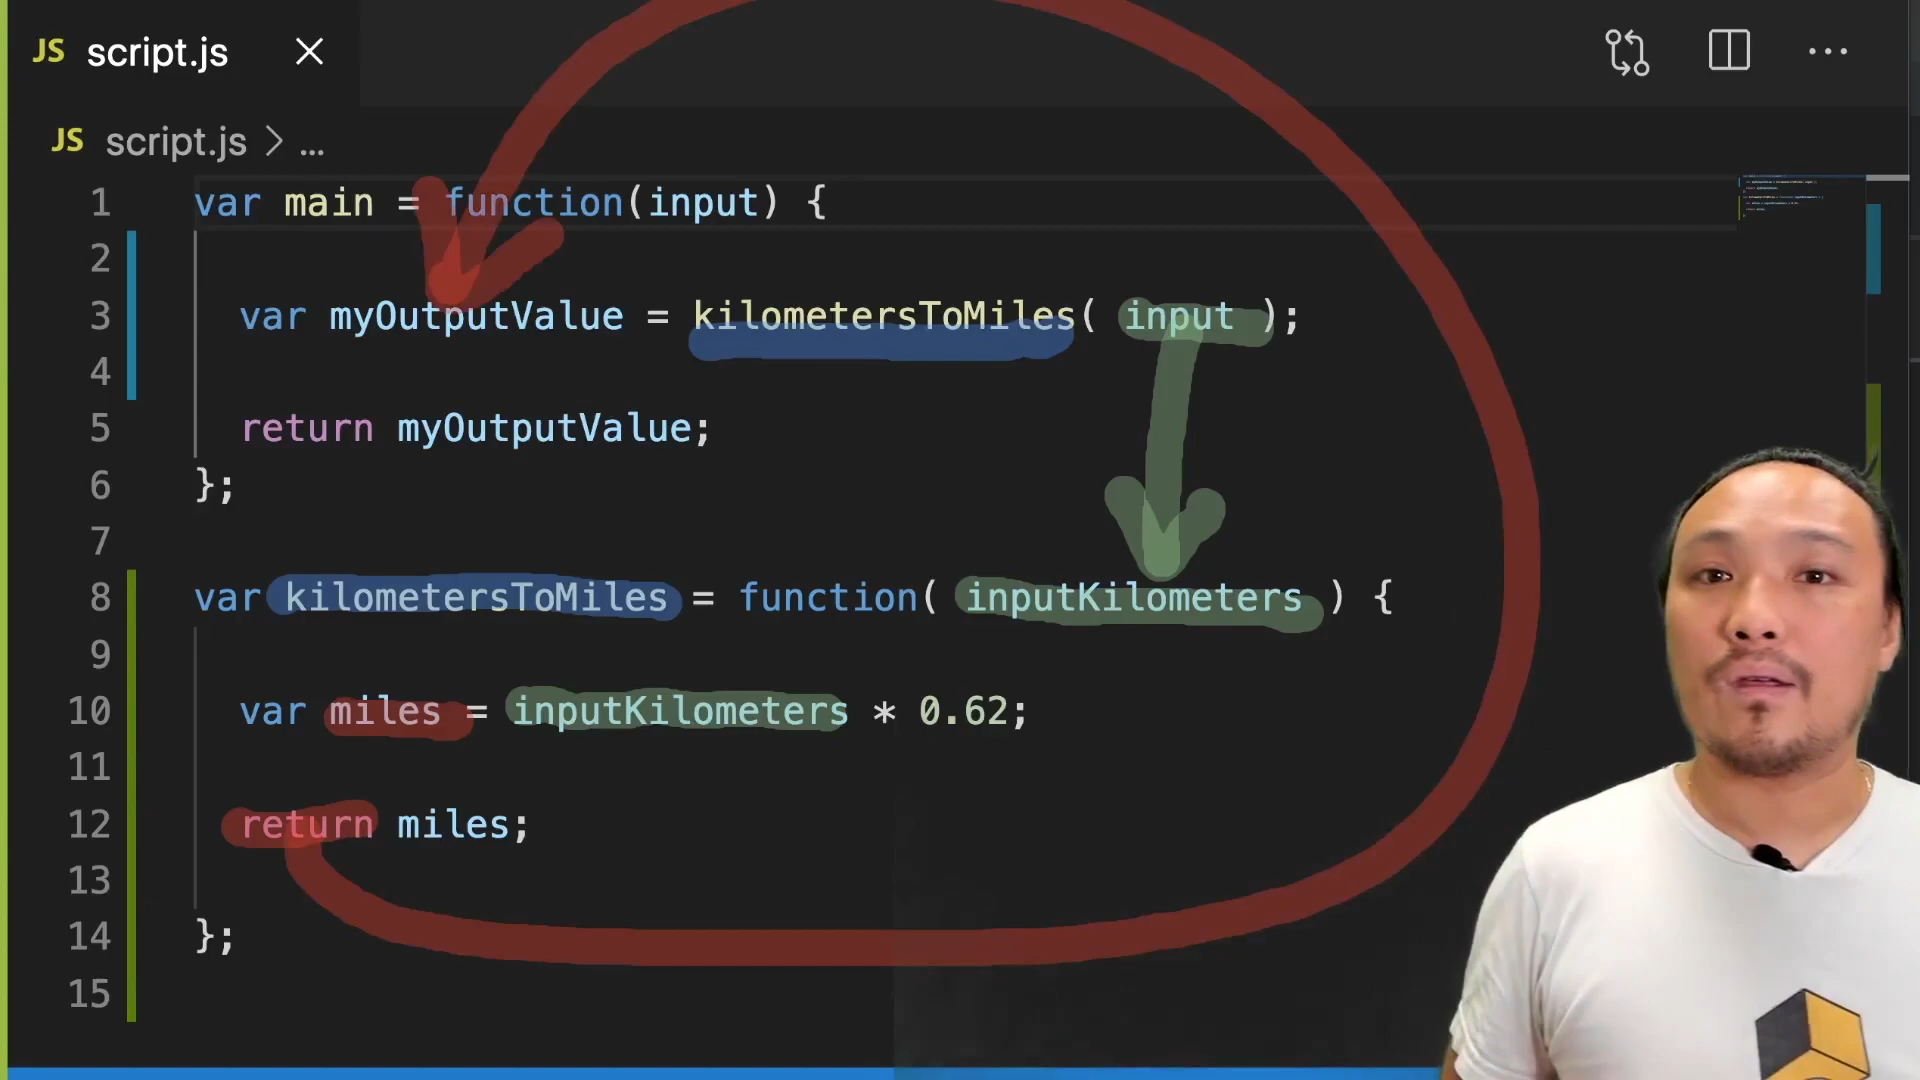 JS script.js
JS script.js > ...
1 var main = function(input) {
2
3 var myOutputValue = kilometersToMiles( input );
4
5 return myOutputValue;
6 };
7
8 var kilometersToMiles = function( inputKilometers ) {
9
10 var miles = inputKilometers * 0.62;
11
12 return miles;
13
14 };
15